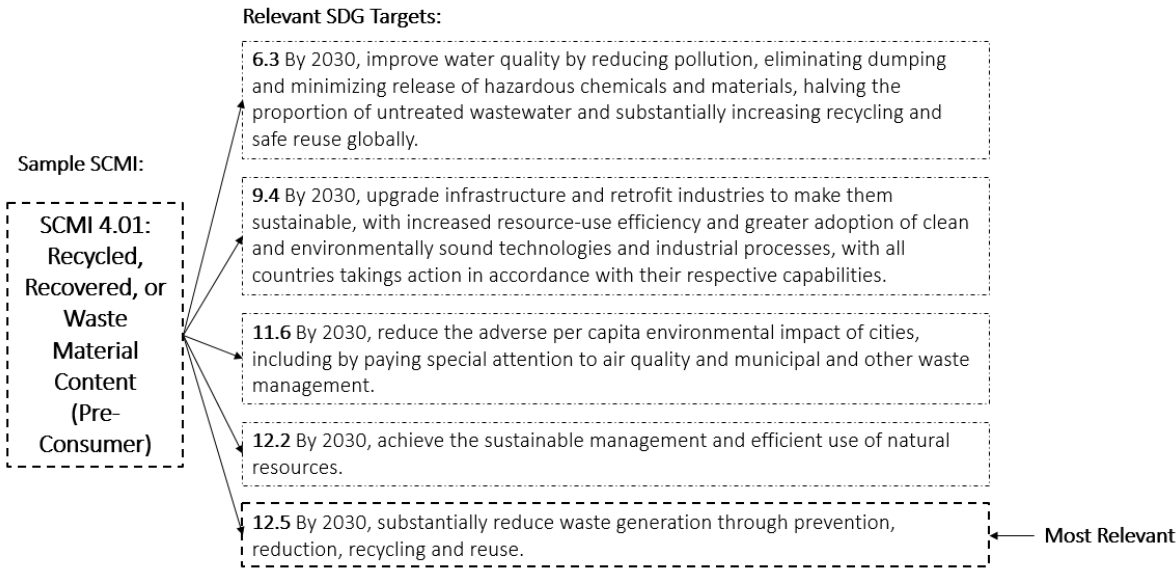 Relevant SDG Targets:
6.3 By 2030, improve water quality by reducing pollution, eliminating dumping
and minimizing release of hazardous chemicals and materials, halving the
proportion of untreated wastewater and substantially increasing recycling and
safe reuse globally.
Sample SCMI:
SCMI 4.01:
Recycled,
Recovered, or
Waste
Material
Content
(Pre-
Consumer)
9.4 By 2030, upgrade infrastructure and retrofit industries to make them
sustainable, with increased resource-use efficiency and greater adoption of clean
and environmentally sound technologies and industrial processes, with all
countries takings action in accordance with their respective capabilities.
11.6 By 2030, reduce the adverse per capita environmental impact of cities,
including by paying special attention to air quality and municipal and other waste
management.
12.2 By 2030, achieve the sustainable management and efficient use of natural
resources.
12.5 By 2030, substantially reduce waste generation through prevention,
reduction, recycling and reuse.
Most Relevant